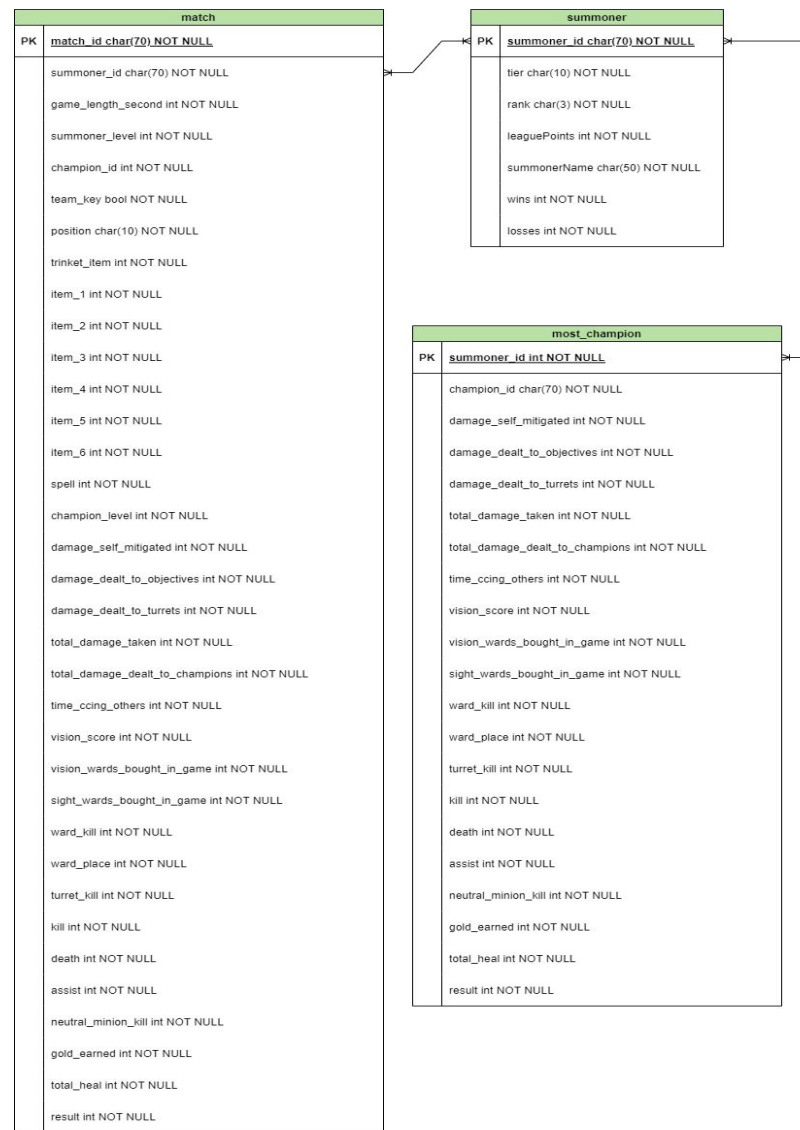 match
PK match_id char(70) NOT NULL
summoner_id char(70) NOT NULL
game_length_second int NOT NULL
summoner_level int NOT NULL
champion_id int NOT NULL
team_key bool NOT NULL
position char(10) NOT NULL
trinket_item int NOT NULL
item_1 int NOT NULL
item_2 int NOT NULL
item_3 int NOT NULL
item_4 int NOT NULL
item_5 int NOT NULL
item_6 int NOT NULL
spell int NOT NULL
champion_level int NOT NULL
damage_self_mitigated int NOT NULL
damage_dealt_to_objectives int NOT NULL
damage_dealt_to_turrets int NOT NULL
total_damage_taken int NOT NULL
total_damage_dealt_to_champions int NOT NULL
time_ccing_others int NOT NULL
vision_score int NOT NULL
vision_wards_bought_in_game int NOT NULL
sight_wards_bought_in_game int NOT NULL
ward_kill int NOT NULL
ward_place int NOT NULL
turret_kill int NOT NULL
kill int NOT NULL
death int NOT NULL
assist int NOT NULL
neutral_minion_kill int NOT NULL
gold_earned int NOT NULL
total_heal int NOT NULL
result int NOT NULL
summoner
PK summoner_id char(70) NOT NULL
tier char(10) NOT NULL
rank char(3) NOT NULL
leaguePoints int NOT NULL
summonerName char(50) NOT NULL
wins int NOT NULL
losses int NOT NULL
most_champion
PK summoner_id int NOT NULL
champion_id char(70) NOT NULL
damage_self_mitigated int NOT NULL
damage_dealt_to_objectives int NOT NULL
damage_dealt_to_turrets int NOT NULL
total_damage_taken int NOT NULL
total_damage_dealt_to_champions int NOT NULL
time_ccing_others int NOT NULL
vision_score int NOT NULL
vision_wards_bought_in_game int NOT NULL
sight_wards_bought_in_game int NOT NULL
ward_kill int NOT NULL
ward_place int NOT NULL
turret_kill int NOT NULL
kill int NOT NULL
death int NOT NULL
assist int NOT NULL
neutral_minion_kill int NOT NULL
gold_earned int NOT NULL
total_heal int NOT NULL
result int NOT NULL